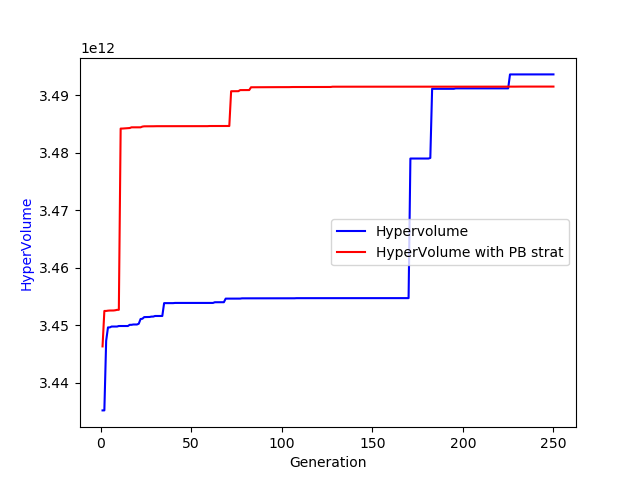 1e12
3.49
3.48
3.47
3.46
3.45
3.44
HyperVolume
Hypervolume
HyperVolume with PB strat
0
50
100
150
200
250
Generation